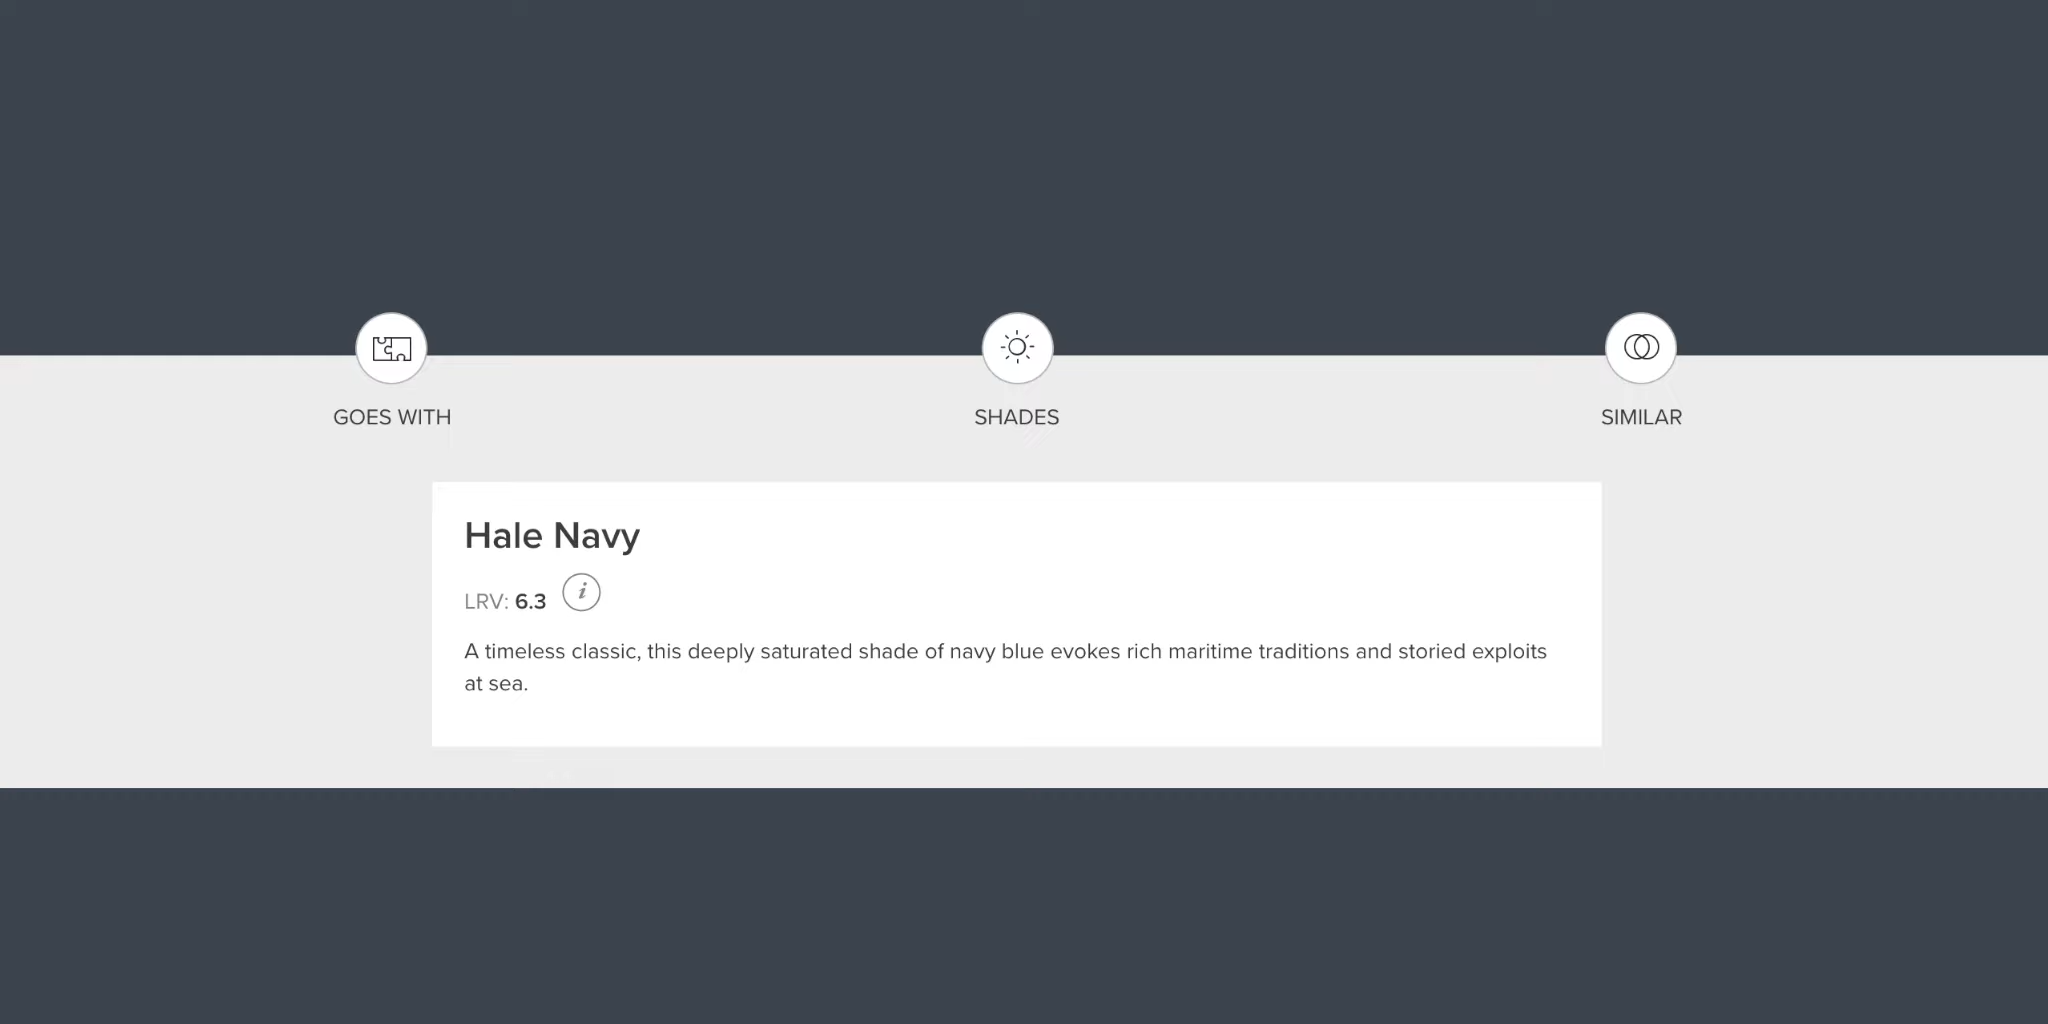 GOES WITH
SHADES
SIMILAR
Hale Navy
LRV: 6.3 i
A timeless classic, this deeply saturated shade of navy blue evokes rich maritime traditions and storied exploits
at sea.